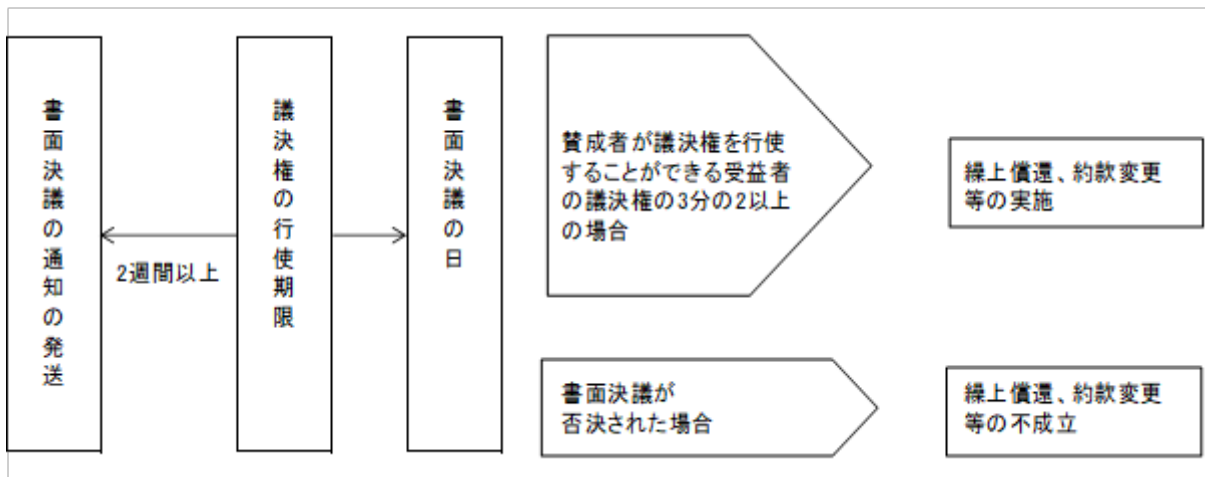 書面決議の通知の発送
2週間以上
議決権の行使期限
書面決議の日
賛成者が議決権を行使
することができる受益者
の議決権の3分の2以上
の場合
繰上償還、約款変更
等の実施
書面決議が
否決された場合
繰上償還、約款変更
等の不成立